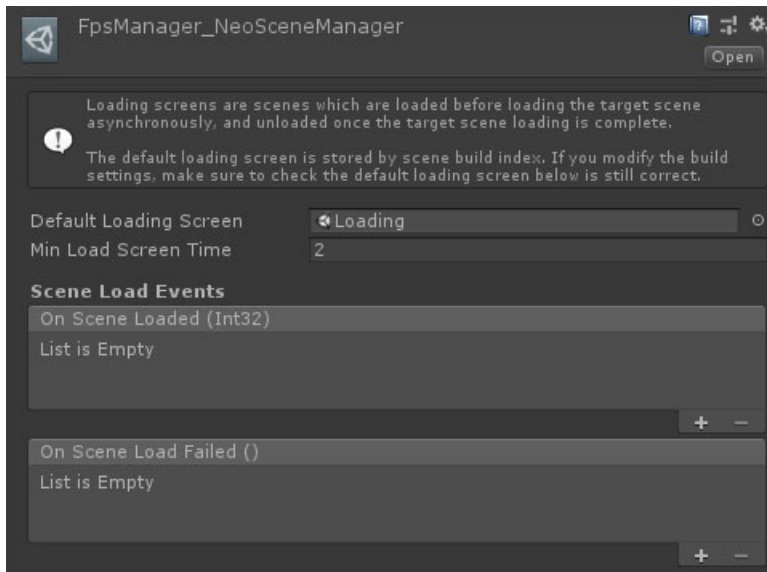 FpsManager_NeoSceneManager
Open
Loading screens are scenes which are loaded before loading the target scene
asynchronously, and unloaded once the target scene loading is complete.
The default loading screen is stored by scene build index. If you modify the build
settings, make sure to check the default loading screen below is still correct.
Default Loading Screen Loading
Min Load Screen Time 2
Scene Load Events
On Scene Loaded (Int32)
List is Empty
+ −
On Scene Load Failed ()
List is Empty
+ −